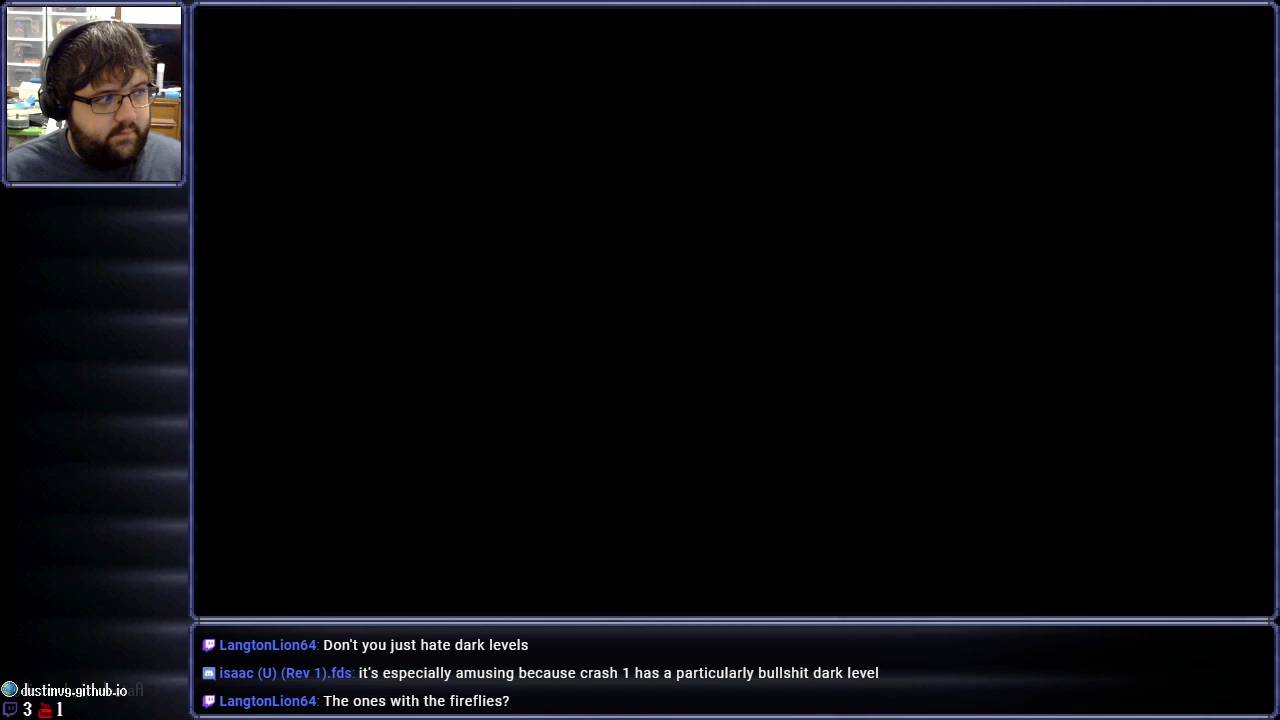 LangtonLion64: Don't you just hate dark levels
isaac (U) (Rev 1).fds: it's especially amusing because crash 1 has a particularly bullshit dark level
LangtonLion64: The ones with the fireflies?
dustinvg.github.io
3 1